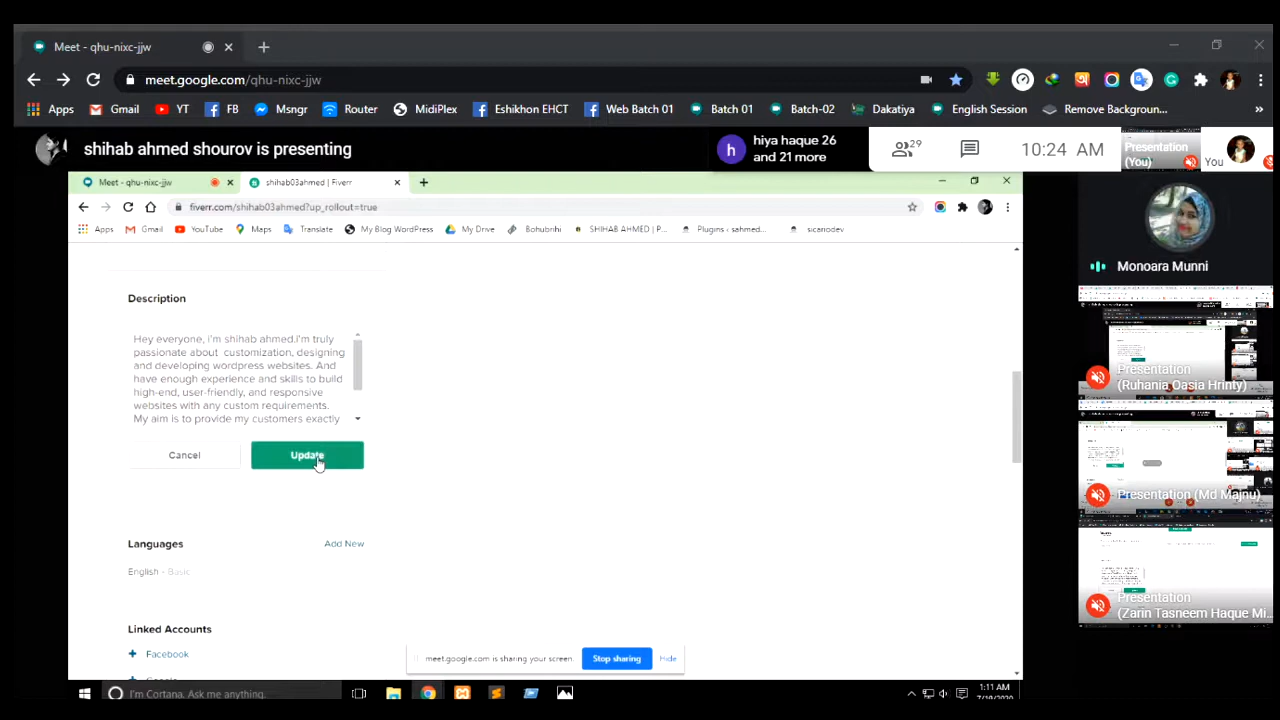 Meet - qhu-nixc-jjw
meet.google.com/qhu-nixc-jjw
Apps Gmail YT FB Msngr Router MidiPlex Eshikhon EHCT Web Batch 01 Batch 01 Batch-02 Dakatiya English Session Remove Backgroun... »
shihab ahmed shourov is presenting
hiya haque 26
and 21 more
29
10:24 AM
Presentation
(You)
You
Meet - qhu-nixc-jjw
shihab03ahmed | Fiverr
fiverr.com/shihab03ahmed?up_rollout=true
Apps Gmail YouTube Maps Translate My Blog WordPress My Drive Bohubrihi SHIHAB AHMED | P... Plugins ‹ sahmed... sicanodev
Description
Hey everyone, i'm shihab ahmed.i'm truly
passionate about customization, designing
and developing wordpress websites. And
have enough experience and skills to build
high-end, user-friendly, and responsive
websites with any custom requirements.
My aim is to provide my customers exactly
Cancel
Update
Languages
Add New
English - Basic
Linked Accounts
Facebook
meet.google.com is sharing your screen.
Stop sharing
Hide
I'm Cortana. Ask me anything.
1:11 AM
Monoara Munni
Presentation
(Ruhania Oasia Hrinty)
Presentation (Md Majnu)
Presentation
(Zarin Tasneem Haque Mi...